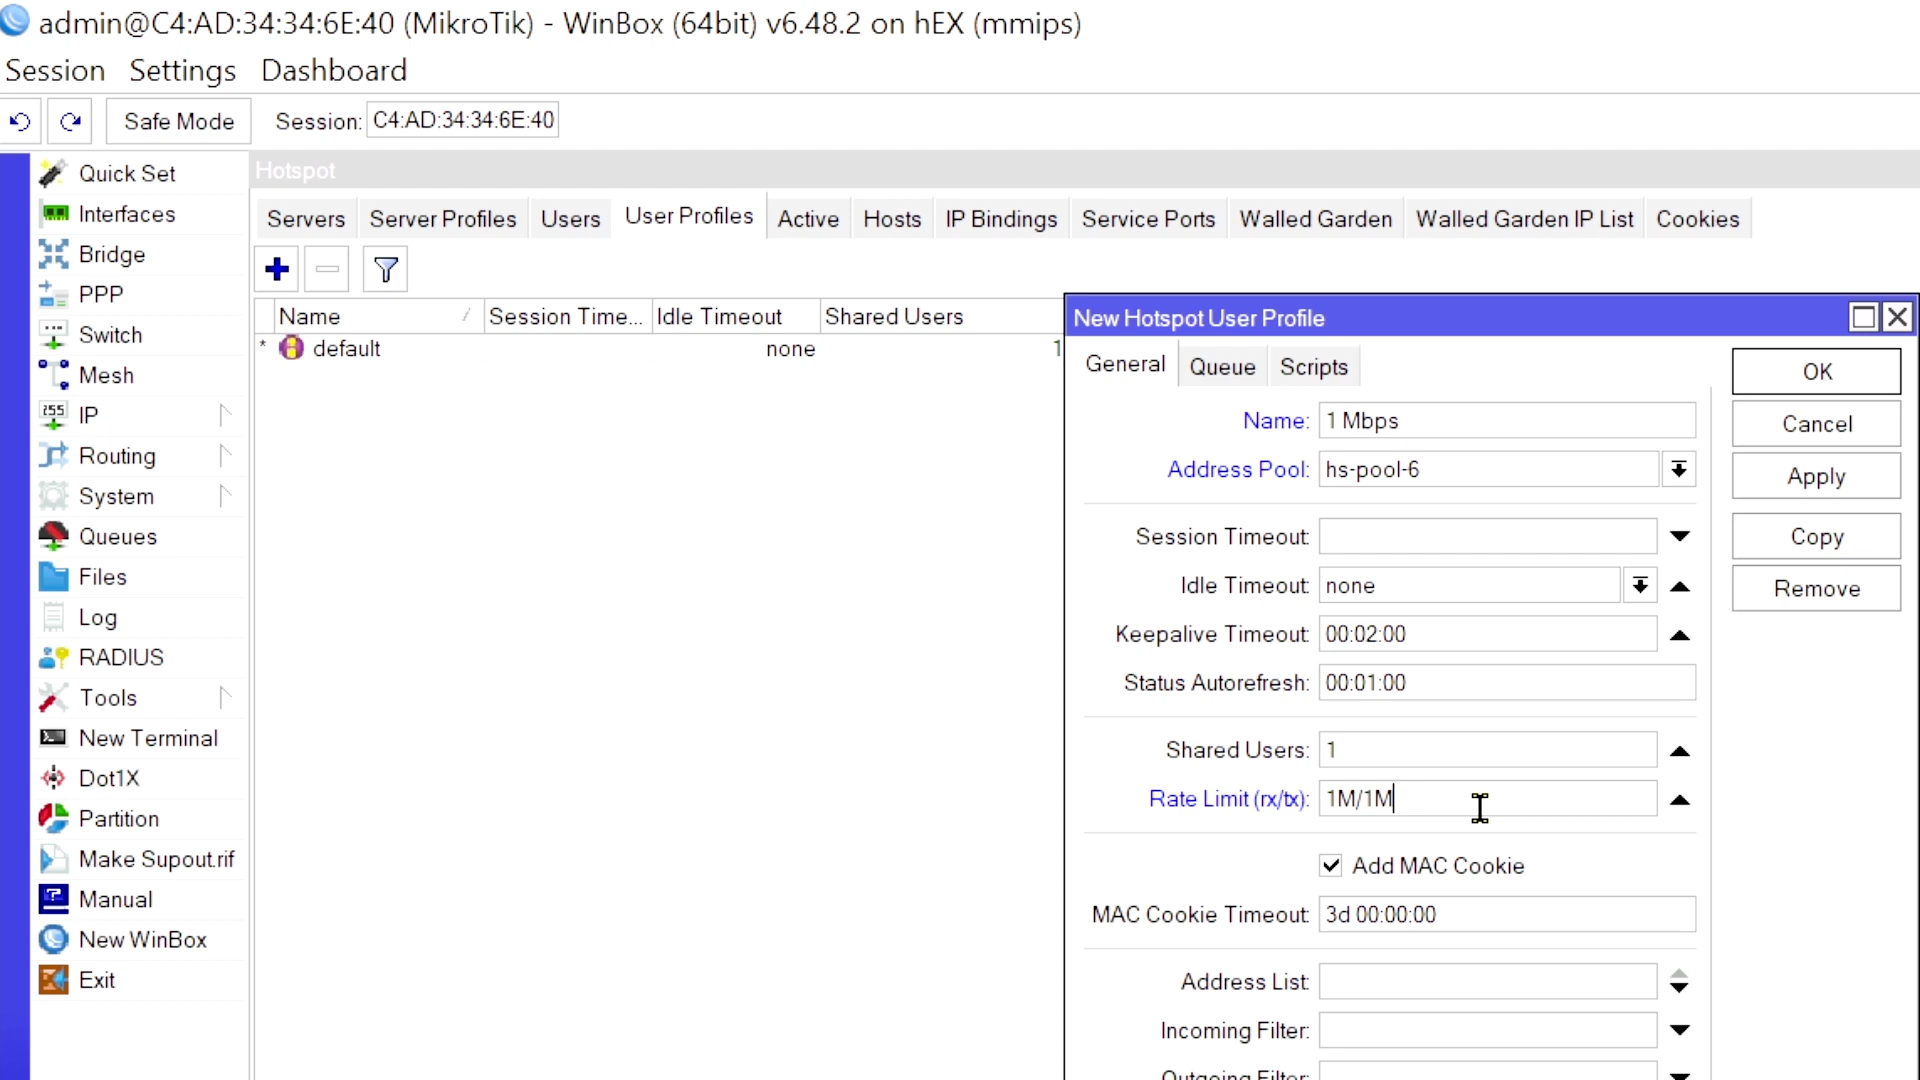 admin@C4:AD:34:34:6E:40 (MikroTik) - WinBox (64bit) v6.48.2 on hEX (mmips)
Session Settings Dashboard
Safe Mode Session: C4:AD:34:34:6E:40
Quick Set
Interfaces
Bridge
PPP
Switch
Mesh
IP
Routing
System
Queues
Files
Log
RADIUS
Tools
New Terminal
Dot1X
Partition
Make Supout.rif
Manual
New WinBox
Exit
Hotspot
Servers Server Profiles Users User Profiles Active Hosts IP Bindings Service Ports Walled Garden Walled Garden IP List Cookies
Name Session Time... Idle Timeout Shared Users
* default none 1
New Hotspot User Profile
General Queue Scripts
Name: 1 Mbps
Address Pool: hs-pool-6
Session Timeout:
Idle Timeout: none
Keepalive Timeout: 00:02:00
Status Autorefresh: 00:01:00
Shared Users: 1
Rate Limit (rx/tx): 1M/1M
Add MAC Cookie
MAC Cookie Timeout: 3d 00:00:00
Address List:
Incoming Filter:
Outgoing Filter:
OK
Cancel
Apply
Copy
Remove